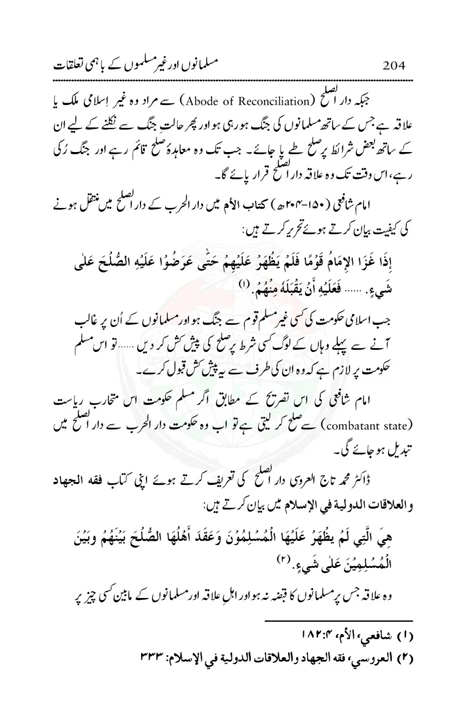 مسلمانوں اور غیر مسلموں کے باہمی تعلقات 204
جبکہ دار الصلح (Abode of Reconciliation) سے مراد وہ غیر اِسلامی ملک یا
علاقہ ہے جس کے ساتھ مسلمانوں کی جنگ ہو رہی ہو اور پھر حالتِ جنگ سے نکلنے کے لیے ان
کے ساتھ بعض شرائط پر صلح طے پا جائے۔ جب تک وہ معاہدۂ صلح قائم رہے اور جنگ رُکی
رہے، اس وقت تک وہ علاقہ دار الصلح قرار پائے گا۔
امام شافعی (۱۵۰-۲۰۴ھ) کتاب الأم میں دار الحرب کے دار الصلح میں منتقل ہونے
کی کیفیت بیان کرتے ہوئے تحریر کرتے ہیں:
إِذَا غَزَا الإِمَامُ قَوْمًا فَلَمْ يَظْهَرْ عَلَيْهِمْ حَتّٰى عَرَضُوْا عَلَيْهِ الصُّلْحَ عَلٰى
شَيءٍ. ...... فَعَلَيْهِ أَنْ يَقْبَلَهُ مِنْهُمْ. (۱)
جب اسلامی حکومت کی کسی غیر مسلم قوم سے جنگ ہو اور مسلمانوں کے اُن پر غالب
آنے سے پہلے وہاں کے لوگ کسی شرط پر صلح کی پیش کش کر دیں ...... تو اس مسلم
حکومت پر لازم ہے کہ وہ ان کی طرف سے یہ پیش کش قبول کرے۔
امام شافعی کی اس تصریح کے مطابق اگر مسلم حکومت اس متحارب ریاست
(combatant state) سے صلح کر لیتی ہے تو اب وہ حکومت دار الحرب سے دار الصلح میں
تبدیل ہو جائے گی۔
ڈاکٹر محمد تاج العروسی دار الصلح کی تعریف کرتے ہوئے اپنی کتاب فقه الجهاد
والعلاقات الدولية في الإسلام میں بیان کرتے ہیں:
هِيَ الَّتِي لَمْ يظْهَرْ عَلَيْهَا الْمُسْلِمُوْنَ وَعَقَدَ أَهْلُهَا الصُّلْحَ بَيْنَهُمْ وبَيْنَ
الْمُسْلِمِيْنَ عَلٰى شَيءٍ. (۲)
وہ علاقہ جس پر مسلمانوں کا قبضہ نہ ہو اور اہلِ علاقہ اور مسلمانوں کے مابین کسی چیز پر
(۱) شافعي، الأم، ۴:۱۸۲
(۲) العروسي، فقه الجهاد والعلاقات الدولية في الإسلام: ۳۳۳